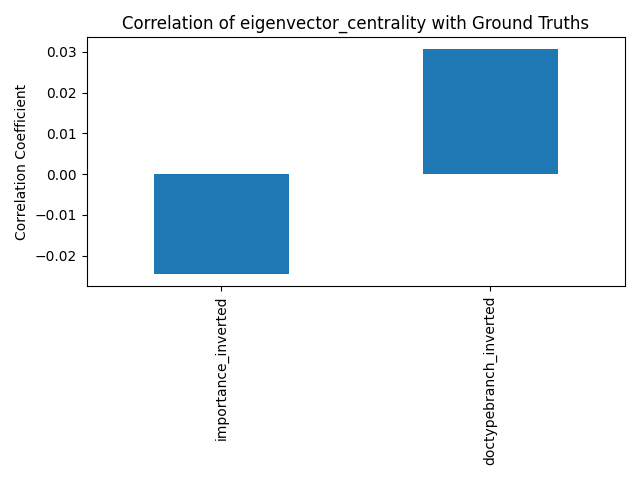 Correlation of eigenvector_centrality with Ground Truths
Correlation Coefficient
0.03
0.02
0.01
0.00
−0.01
−0.02
importance_inverted
doctypebranch_inverted